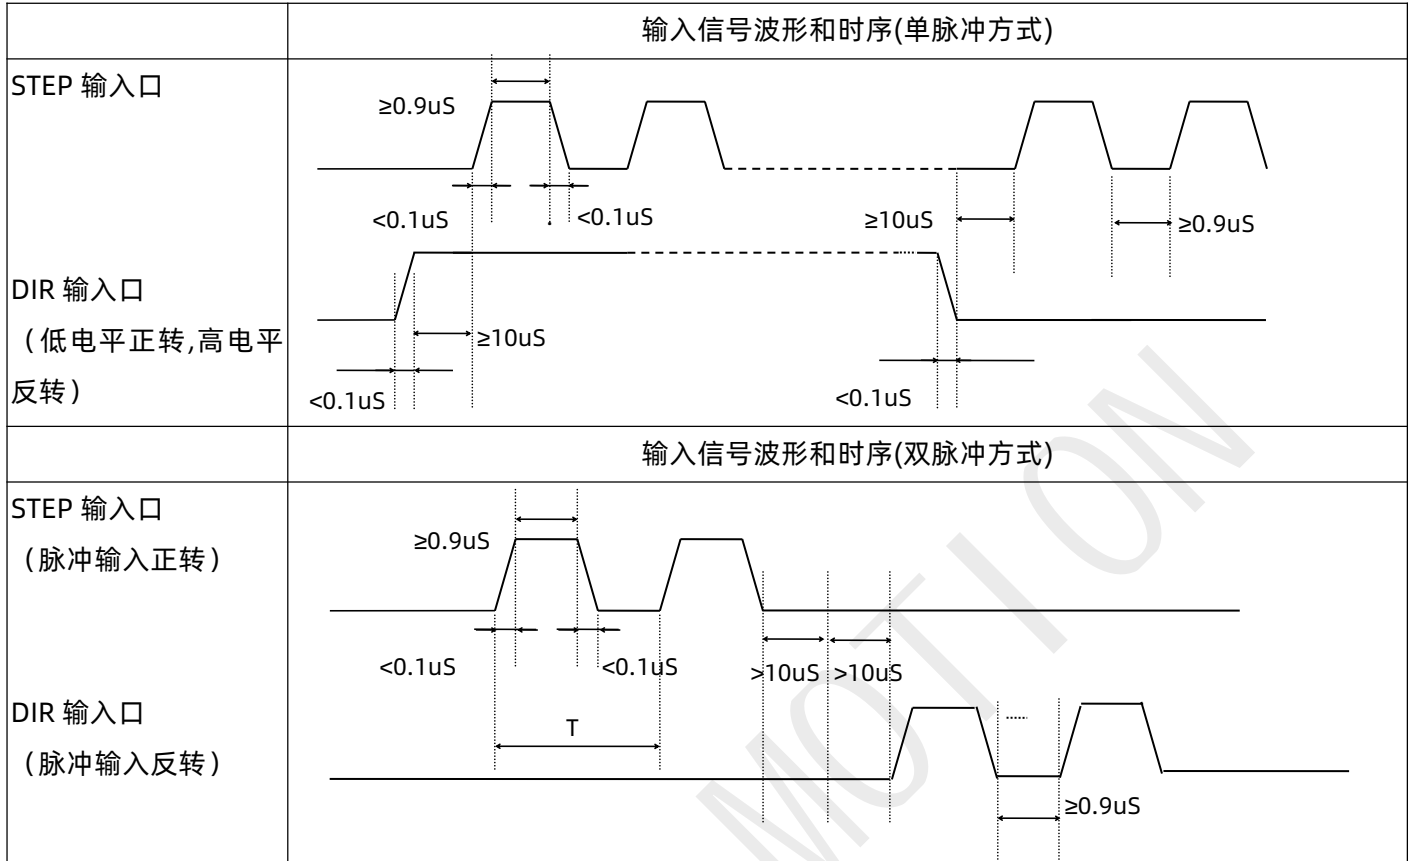 输入信号波形和时序(单脉冲方式)
STEP 输入口
≥0.9uS
<0.1uS
<0.1uS
≥10uS
≥0.9uS
DIR 输入口
（低电平正转,高电平
反转）
≥10uS
<0.1uS
<0.1uS
输入信号波形和时序(双脉冲方式)
STEP 输入口
（脉冲输入正转）
≥0.9uS
<0.1uS
<0.1uS
>10uS
>10uS
DIR 输入口
（脉冲输入反转）
T
≥0.9uS
MOTION